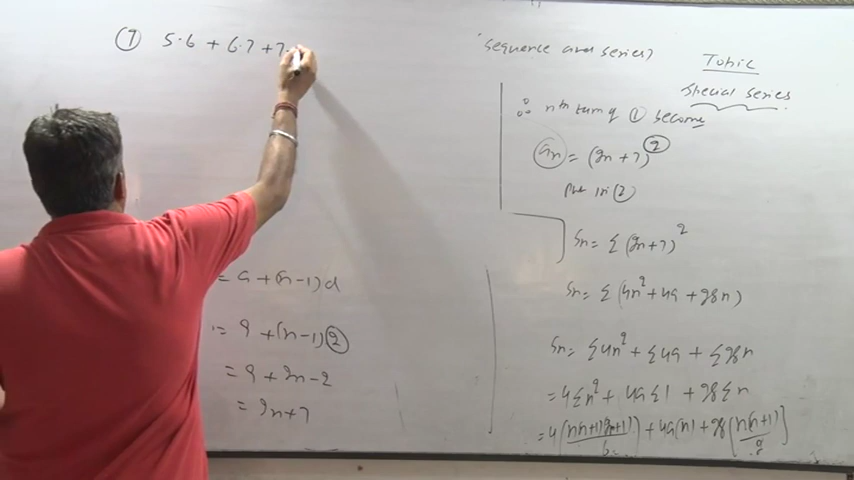 ⑦ 5·6 + 6·7 + 7·
= a + (n-1)d
= 9 + (n-1)2
= 9 + 2n - 2
= 2n+7
"sequence and series"
Topic
special series
∴ nth term of ① become
an = (2n + 7)²
Put in ②
Sn = Σ (2n+7)²
Sn = Σ (4n² + 49 + 28n)
Sn = Σ4n² + Σ49 + Σ28n
= 4Σn² + 49Σ1 + 28Σn
= 4(n(n+1)(2n+1)/6) + 49(n) + 28(n(n+1)/2)